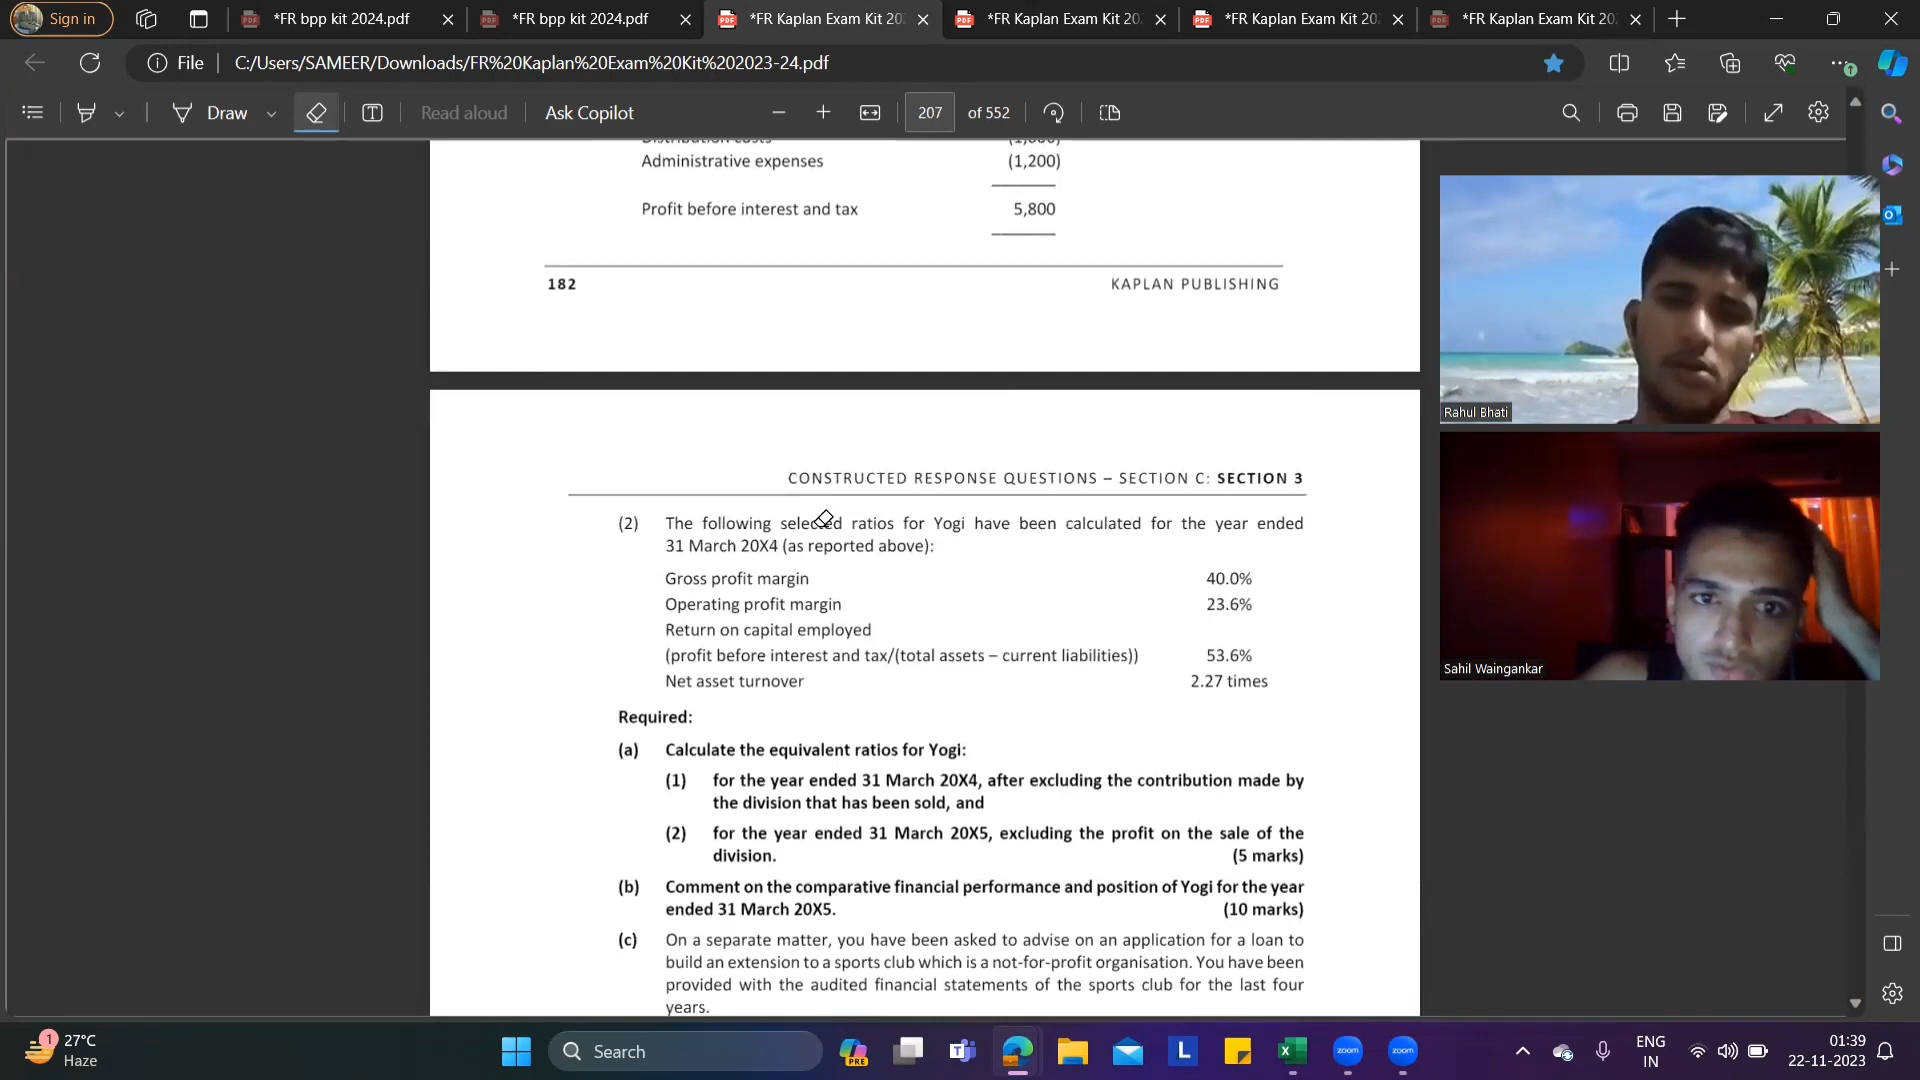 Sign in
*FR bpp kit 2024.pdf
*FR bpp kit 2024.pdf
*FR Kaplan Exam Kit 20
*FR Kaplan Exam Kit 20
*FR Kaplan Exam Kit 20
*FR Kaplan Exam Kit 20
File
C:/Users/SAMEER/Downloads/FR%20Kaplan%20Exam%20Kit%202023-24.pdf
Draw
Read aloud
Ask Copilot
207
of 552
Distribution costs
Administrative expenses (1,200)
Profit before interest and tax 5,800
182
KAPLAN PUBLISHING
CONSTRUCTED RESPONSE QUESTIONS – SECTION C: SECTION 3
(2) The following selected ratios for Yogi have been calculated for the year ended
31 March 20X4 (as reported above):
Gross profit margin 40.0%
Operating profit margin 23.6%
Return on capital employed
(profit before interest and tax/(total assets – current liabilities)) 53.6%
Net asset turnover 2.27 times
Required:
(a) Calculate the equivalent ratios for Yogi:
(1) for the year ended 31 March 20X4, after excluding the contribution made by
the division that has been sold, and
(2) for the year ended 31 March 20X5, excluding the profit on the sale of the
division. (5 marks)
(b) Comment on the comparative financial performance and position of Yogi for the year
ended 31 March 20X5. (10 marks)
(c) On a separate matter, you have been asked to advise on an application for a loan to
build an extension to a sports club which is a not-for-profit organisation. You have been
provided with the audited financial statements of the sports club for the last four
years.
Rahul Bhati
Sahil Waingankar
1
27°C
Haze
Search
PRE
L
zoom
zoom
ENG
IN
01:39
22-11-2023